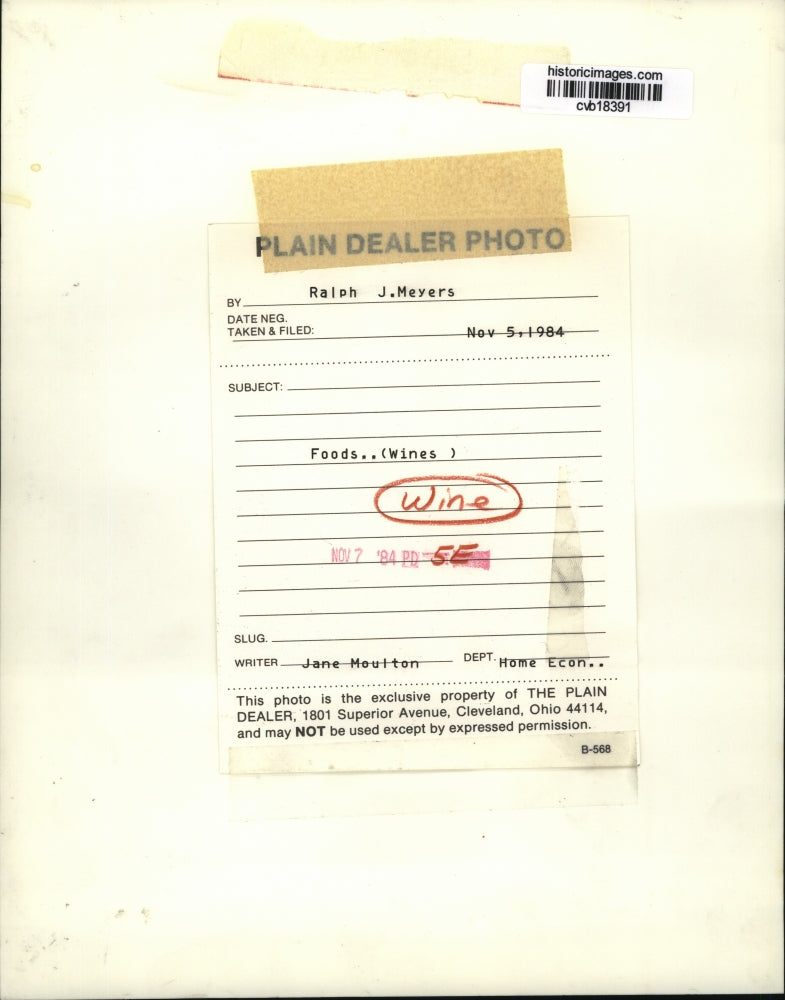 historicimages.com
cvb18391
PLAIN DEALER PHOTO
BY Ralph J.Meyers
DATE NEG.
TAKEN & FILED: Nov 5,1984
SUBJECT:
Foods..(Wines )
Wine
NOV 7 '84 PD 5E
SLUG.
WRITER Jane Moulton DEPT. Home Econ..
This photo is the exclusive property of THE PLAIN
DEALER, 1801 Superior Avenue, Cleveland, Ohio 44114,
and may NOT be used except by expressed permission.
B-568